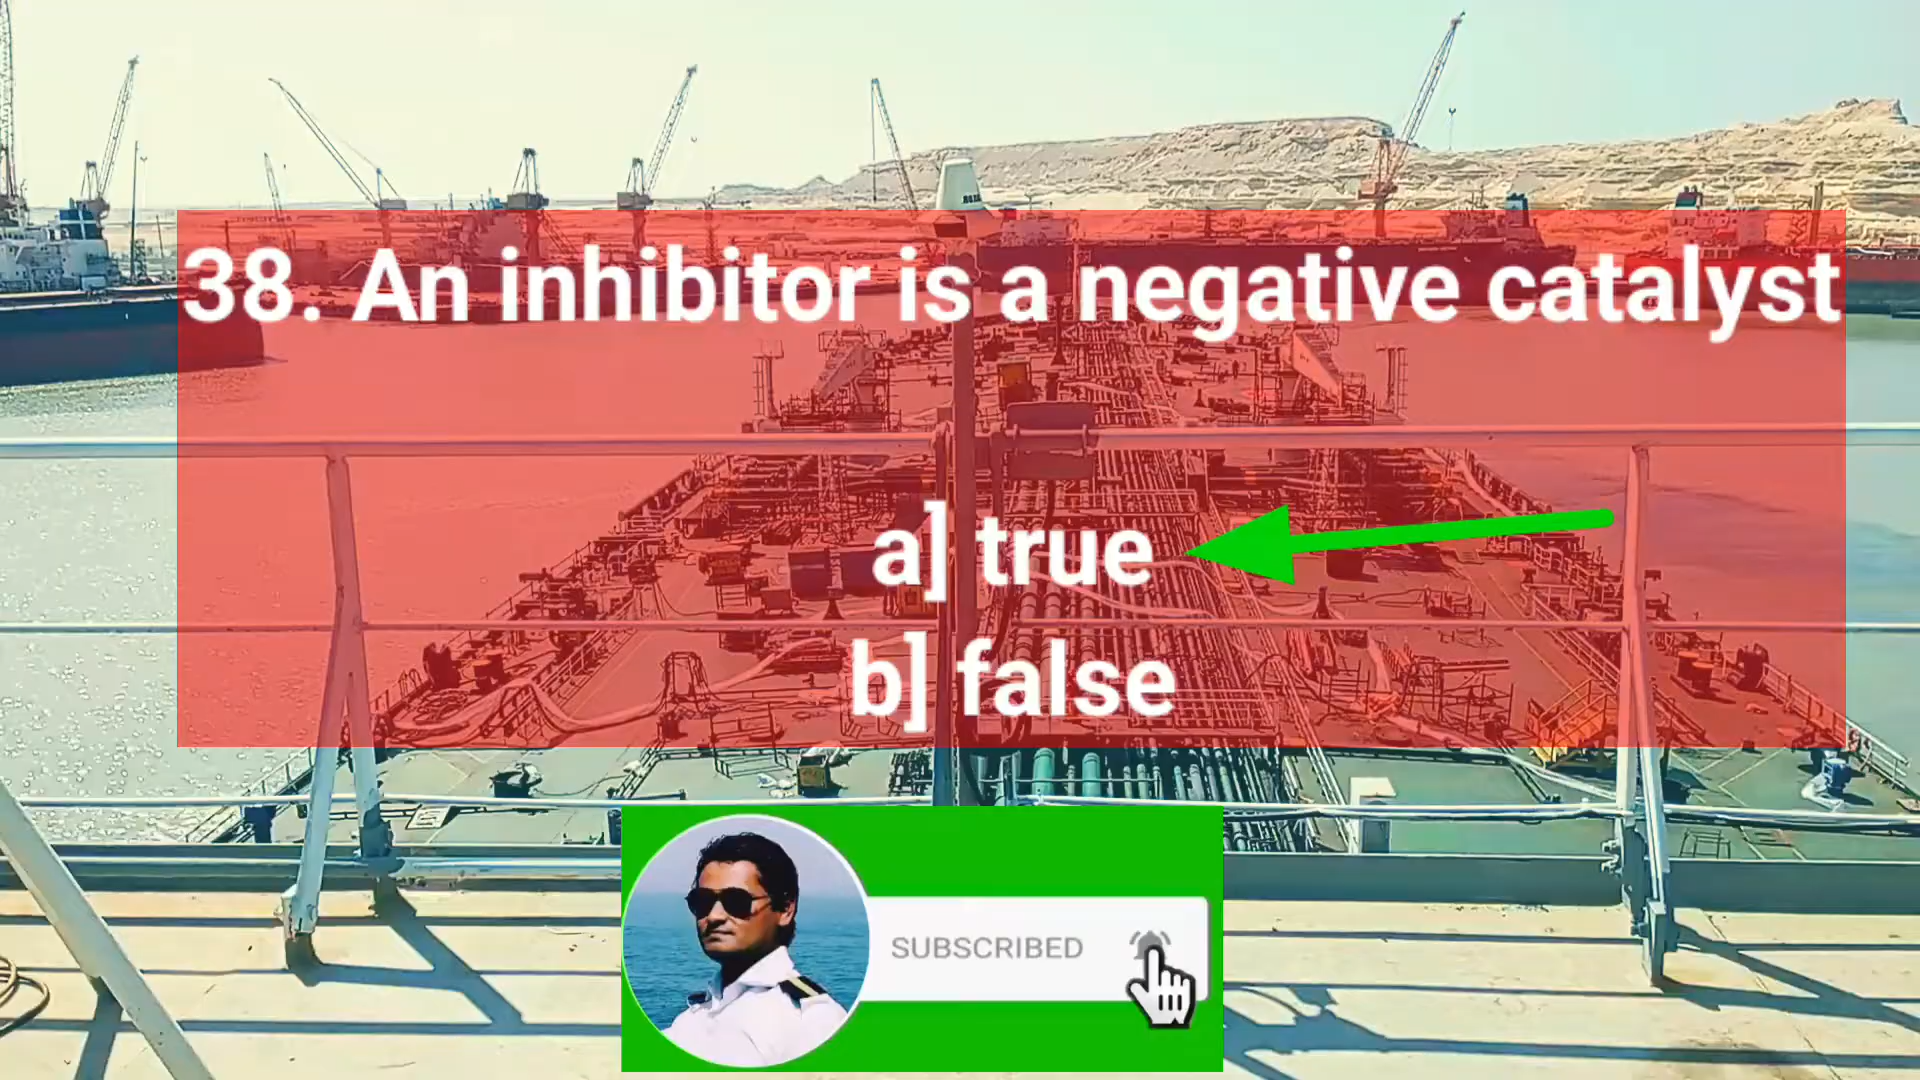 38. An inhibitor is a negative catalyst
a] true
b] false
SUBSCRIBED